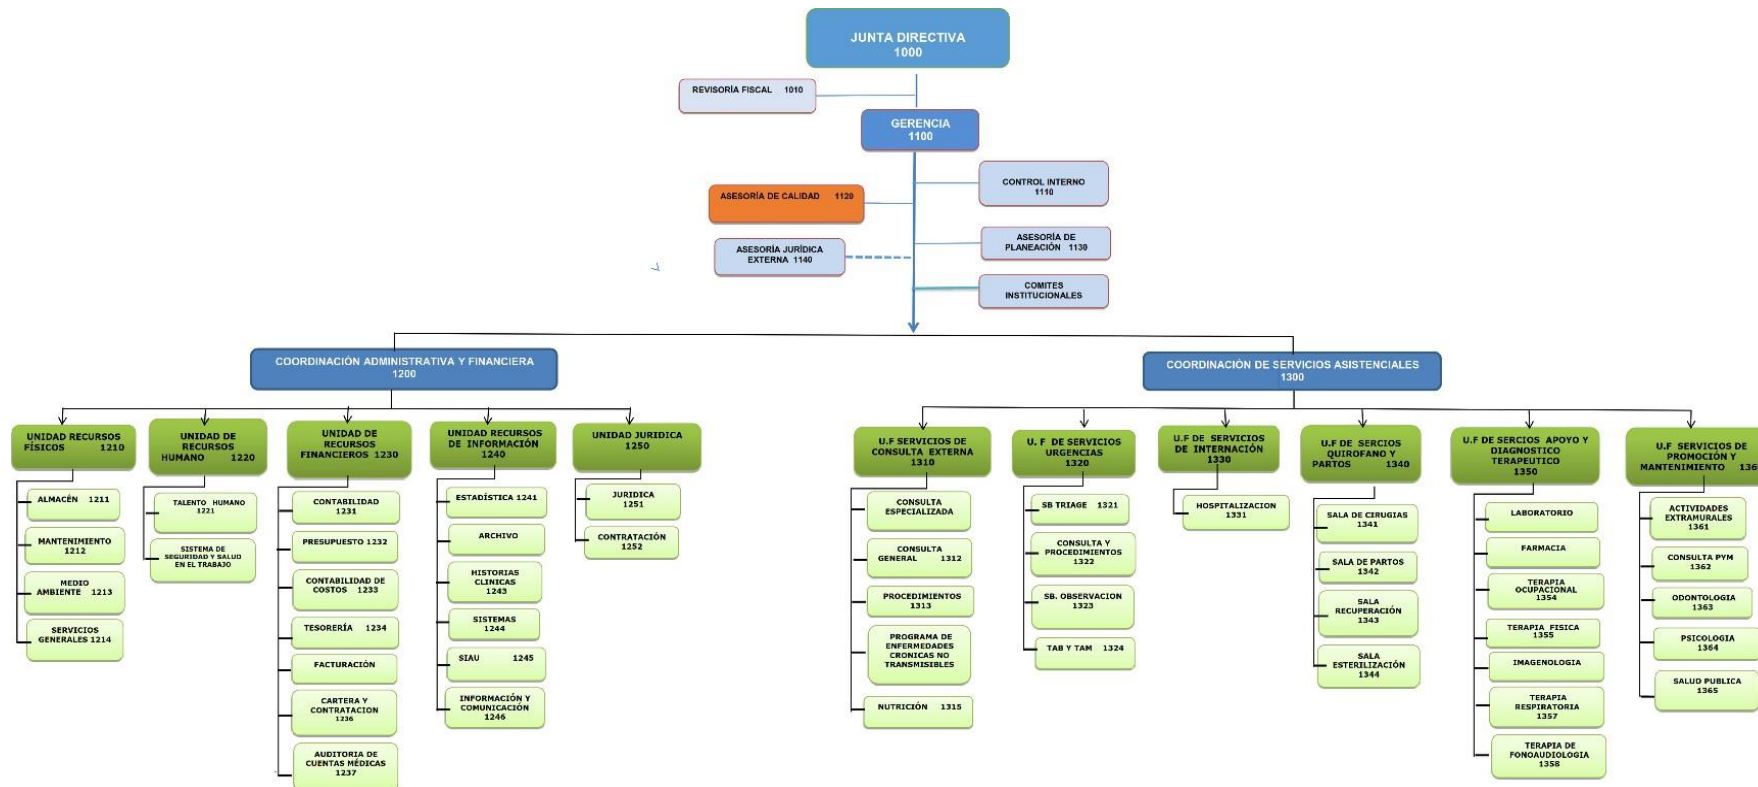 JUNTA DIRECTIVA
1000
REVISORÍA FISCAL 1010
GERENCIA
1100
CONTROL INTERNO
1110
ASESORÍA DE CALIDAD 1120
ASESORÍA DE
PLANEACIÓN 1130
ASESORÍA JURÍDICA
EXTERNA 1140
COMITES
INSTITUCIONALES
COORDINACIÓN ADMINISTRATIVA Y FINANCIERA
1200
COORDINACIÓN DE SERVICIOS ASISTENCIALES
1300
UNIDAD RECURSOS
FÍSICOS 1210
ALMACÉN 1211
MANTENIMIENTO
1212
MEDIO
AMBIENTE 1213
SERVICIOS
GENERALES 1214
UNIDAD DE
RECURSOS
HUMANO 1220
TALENTO HUMANO
1221
SISTEMA DE
SEGURIDAD Y SALUD
EN EL TRABAJO
UNIDAD DE
RECURSOS
FINANCIEROS 1230
CONTABILIDAD
1231
PRESUPUESTO 1232
CONTABILIDAD DE
COSTOS 1233
TESORERÍA 1234
FACTURACIÓN
CARTERA Y
CONTRATACION
1236
AUDITORIA DE
CUENTAS MÉDICAS
1237
UNIDAD RECURSOS
DE INFORMACIÓN
1240
ESTADÍSTICA 1241
ARCHIVO
HISTORIAS
CLINICAS
1243
SISTEMAS
1244
SIAU 1245
INFORMACIÓN Y
COMUNICACIÓN
1246
UNIDAD JURIDICA
1250
JURIDICA
1251
CONTRATACIÓN
1252
U.F SERVICIOS DE
CONSULTA EXTERNA
1310
CONSULTA
ESPECIALIZADA
CONSULTA
GENERAL 1312
PROCEDIMIENTOS
1313
PROGRAMA DE
ENFERMEDADES
CRONICAS NO
TRANSMISIBLES
NUTRICIÓN 1315
U. F DE SERVICIOS
URGENCIAS
1320
SB TRIAGE 1321
CONSULTA Y
PROCEDIMIENTOS
1322
SB. OBSERVACION
1323
TAB Y TAM 1324
U.F DE SERVICIOS
DE INTERNACIÓN
1330
HOSPITALIZACION
1331
U.F DE SERCIOS
QUIROFANO Y
PARTOS 1340
SALA DE CIRUGIAS
1341
SALA DE PARTOS
1342
SALA
RECUPERACIÓN
1343
SALA
ESTERILIZACIÓN
1344
U.F DE SERCIOS APOYO Y
DIAGNOSTICO
TERAPEUTICO
1350
LABORATORIO
FARMACIA
TERAPIA
OCUPACIONAL
1354
TERAPIA FISICA
1355
IMAGENOLOGIA
TERAPIA
RESPIRATORIA
1357
TERAPIA DE
FONOAUDIOLOGIA
1358
U.F SERVICIOS DE
PROMOCIÓN Y
MANTENIMIENTO 1360
ACTIVIDADES
EXTRAMURALES
1361
CONSULTA PYM
1362
ODONTOLOGIA
1363
PSICOLOGIA
1364
SALUD PUBLICA
1365